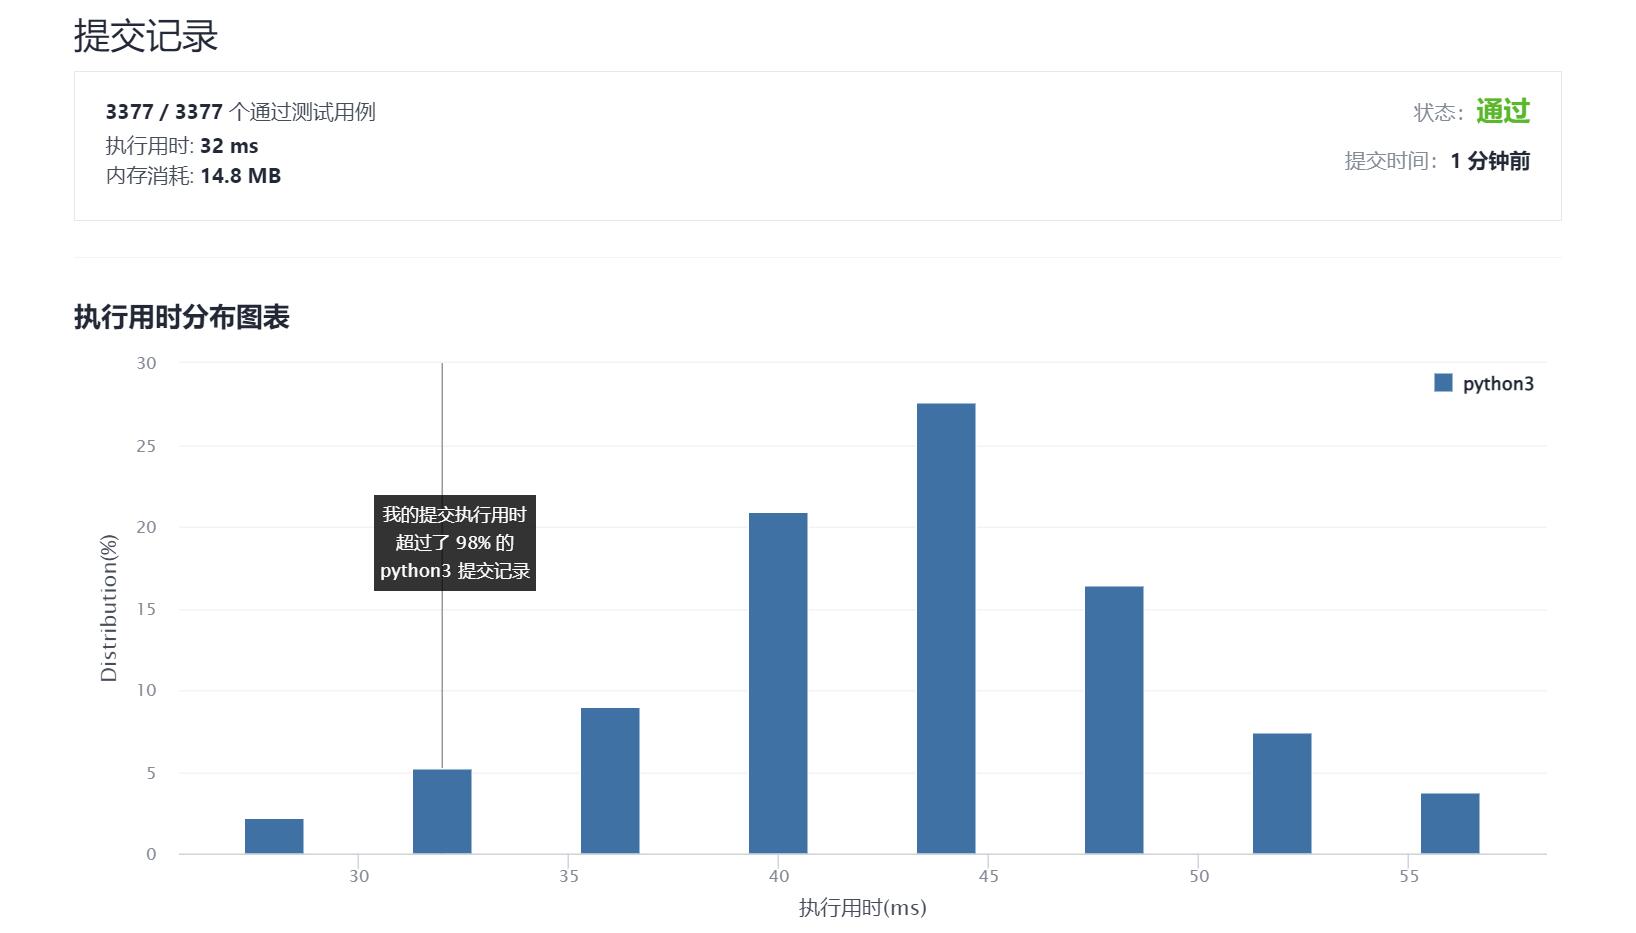 提交记录
3377 / 3377 个通过测试用例
状态：通过
执行用时: 32 ms
提交时间：1 分钟前
内存消耗: 14.8 MB
执行用时分布图表
30
25
20
15
10
5
0
Distribution(%)
python3
我的提交执行用时
超过了 98% 的
python3 提交记录
30 35 40 45 50 55
执行用时(ms)